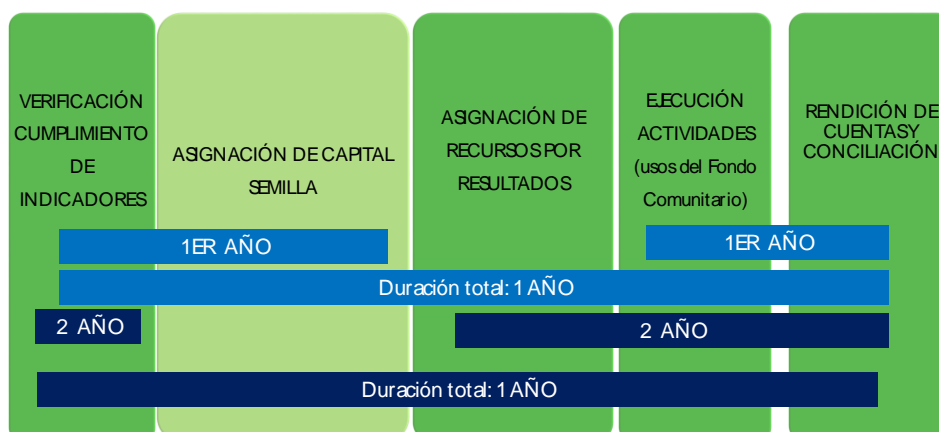 VERIFICACIÓN
CUMPLIMIENTO
DE
INDICADORES
ASIGNACIÓN DE CAPITAL
SEMILLA
ASIGNACIÓN DE
RECURSOS POR
RESULTADOS
EJECUCIÓN
ACTIVIDADES
(usos del Fondo
Comunitario)
RENDICIÓN DE
CUENTAS Y
CONCILIACIÓN
1ER AÑO
1ER AÑO
Duración total: 1 AÑO
2 AÑO
2 AÑO
Duración total: 1 AÑO